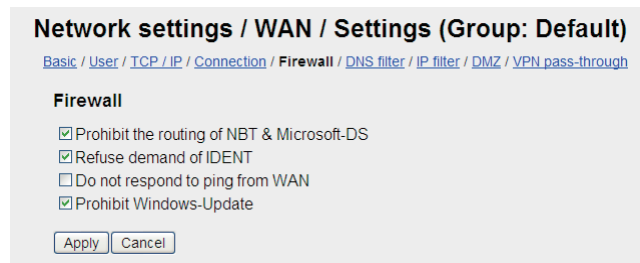 Network settings / WAN / Settings (Group: Default)
Basic / User / TCP / IP / Connection / Firewall / DNS filter / IP filter / DMZ / VPN pass-through
Firewall
Prohibit the routing of NBT & Microsoft-DS
Refuse demand of IDENT
Do not respond to ping from WAN
Prohibit Windows-Update
Apply Cancel